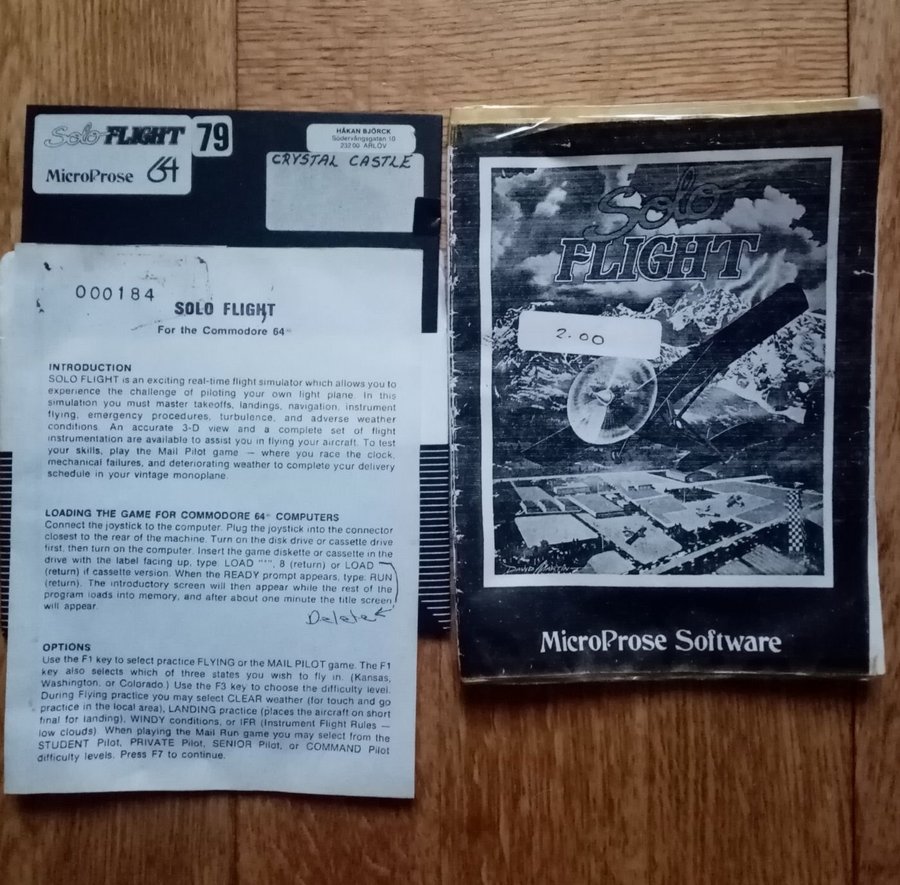 Solo FLIGHT
79
MicroProse 64
HÅKAN BJÖRCK
Södervångsgatan 10
232 00 ARLÖV
CRYSTAL CASTLE
000184
SOLO FLIGHT
For the Commodore 64
INTRODUCTION
SOLO FLIGHT is an exciting real-time flight simulator which allows you to
experience the challenge of piloting your own light plane. In this
simulation you must master takeoffs, landings, navigation, instrument
flying, emergency procedures, turbulence, and adverse weather
conditions. An accurate 3-D view and a complete set of flight
instrumentation are available to assist you in flying your aircraft. To test
your skills, play the Mail Pilot game — where you race the clock,
mechanical failures, and deteriorating weather to complete your delivery
schedule in your vintage monoplane.
LOADING THE GAME FOR COMMODORE 64 COMPUTERS
Connect the joystick to the computer. Plug the joystick into the connector
closest to the rear of the machine. Turn on the disk drive or cassette drive
first, then turn on the computer. Insert the game diskette or cassette in the
drive with the label facing up, type: LOAD "*", 8 (return) or LOAD
(return) if cassette version. When the READY prompt appears, type: RUN
(return). The introductory screen will then appear while the rest of the
program loads into memory, and after about one minute the title screen
will appear.
Delete
OPTIONS
Use the F1 key to select practice FLYING or the MAIL PILOT game. The F1
key also selects which of three states you wish to fly in. (Kansas,
Washington, or Colorado.) Use the F3 key to choose the difficulty level.
During Flying practice you may select CLEAR weather (for touch and go
practice in the local area), LANDING practice (places the aircraft on short
final for landing), WINDY conditions, or IFR (Instrument Flight Rules —
low clouds). When playing the Mail Run game you may select from the
STUDENT Pilot, PRIVATE Pilot, SENIOR Pilot, or COMMAND Pilot
difficulty levels. Press F7 to continue.
Solo
FLIGHT
2.00
DAVID MARTIN
MicroProse Software